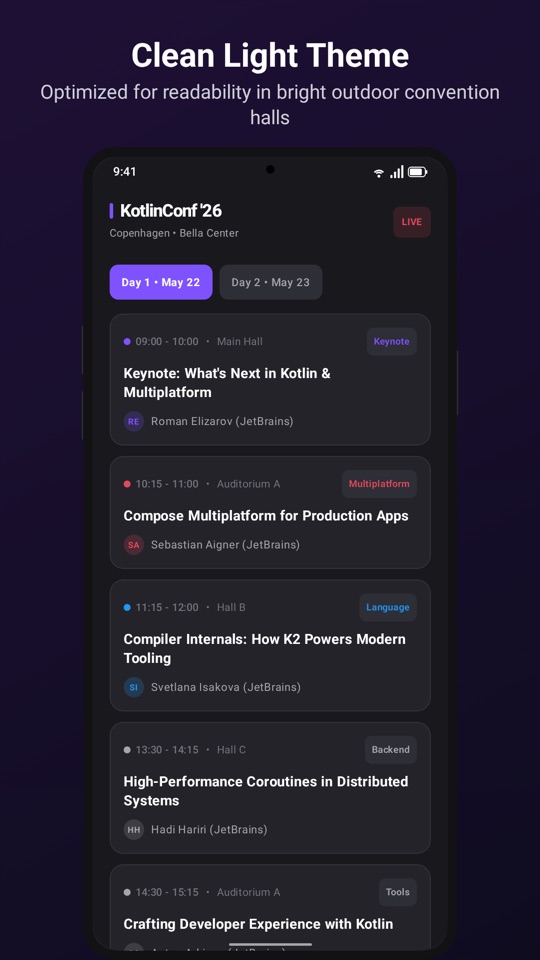 Clean Light Theme
Optimized for readability in bright outdoor convention
halls
9:41
KotlinConf '26
Copenhagen • Bella Center
LIVE
Day 1 • May 22
Day 2 • May 23
09:00 - 10:00 • Main Hall
Keynote
Keynote: What's Next in Kotlin &
Multiplatform
RE
Roman Elizarov (JetBrains)
10:15 - 11:00 • Auditorium A
Multiplatform
Compose Multiplatform for Production Apps
SA
Sebastian Aigner (JetBrains)
11:15 - 12:00 • Hall B
Language
Compiler Internals: How K2 Powers Modern
Tooling
SI
Svetlana Isakova (JetBrains)
13:30 - 14:15 • Hall C
Backend
High-Performance Coroutines in Distributed
Systems
HH
Hadi Hariri (JetBrains)
14:30 - 15:15 • Auditorium A
Tools
Crafting Developer Experience with Kotlin